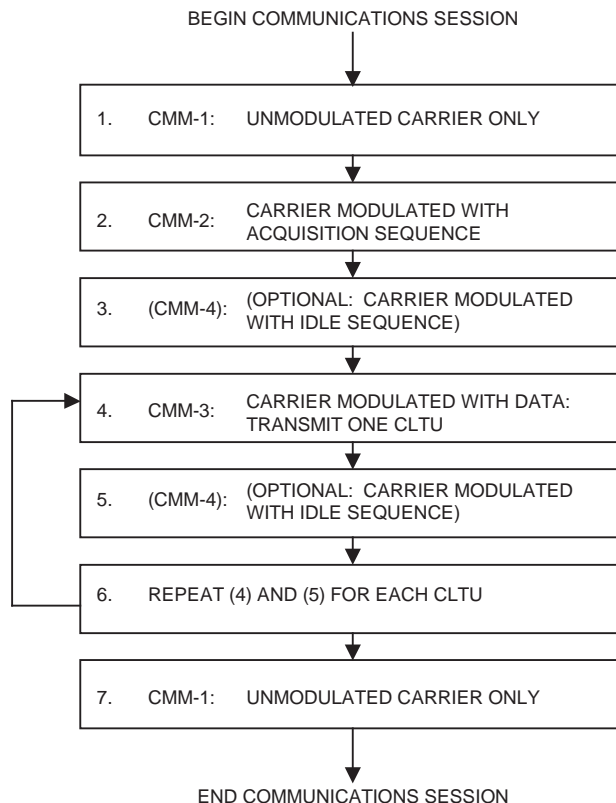 BEGIN COMMUNICATIONS SESSION
1. CMM-1: UNMODULATED CARRIER ONLY
2. CMM-2: CARRIER MODULATED WITH
ACQUISITION SEQUENCE
3. (CMM-4): (OPTIONAL: CARRIER MODULATED
WITH IDLE SEQUENCE)
4. CMM-3: CARRIER MODULATED WITH DATA:
TRANSMIT ONE CLTU
5. (CMM-4): (OPTIONAL: CARRIER MODULATED
WITH IDLE SEQUENCE)
6. REPEAT (4) AND (5) FOR EACH CLTU
7. CMM-1: UNMODULATED CARRIER ONLY
END COMMUNICATIONS SESSION